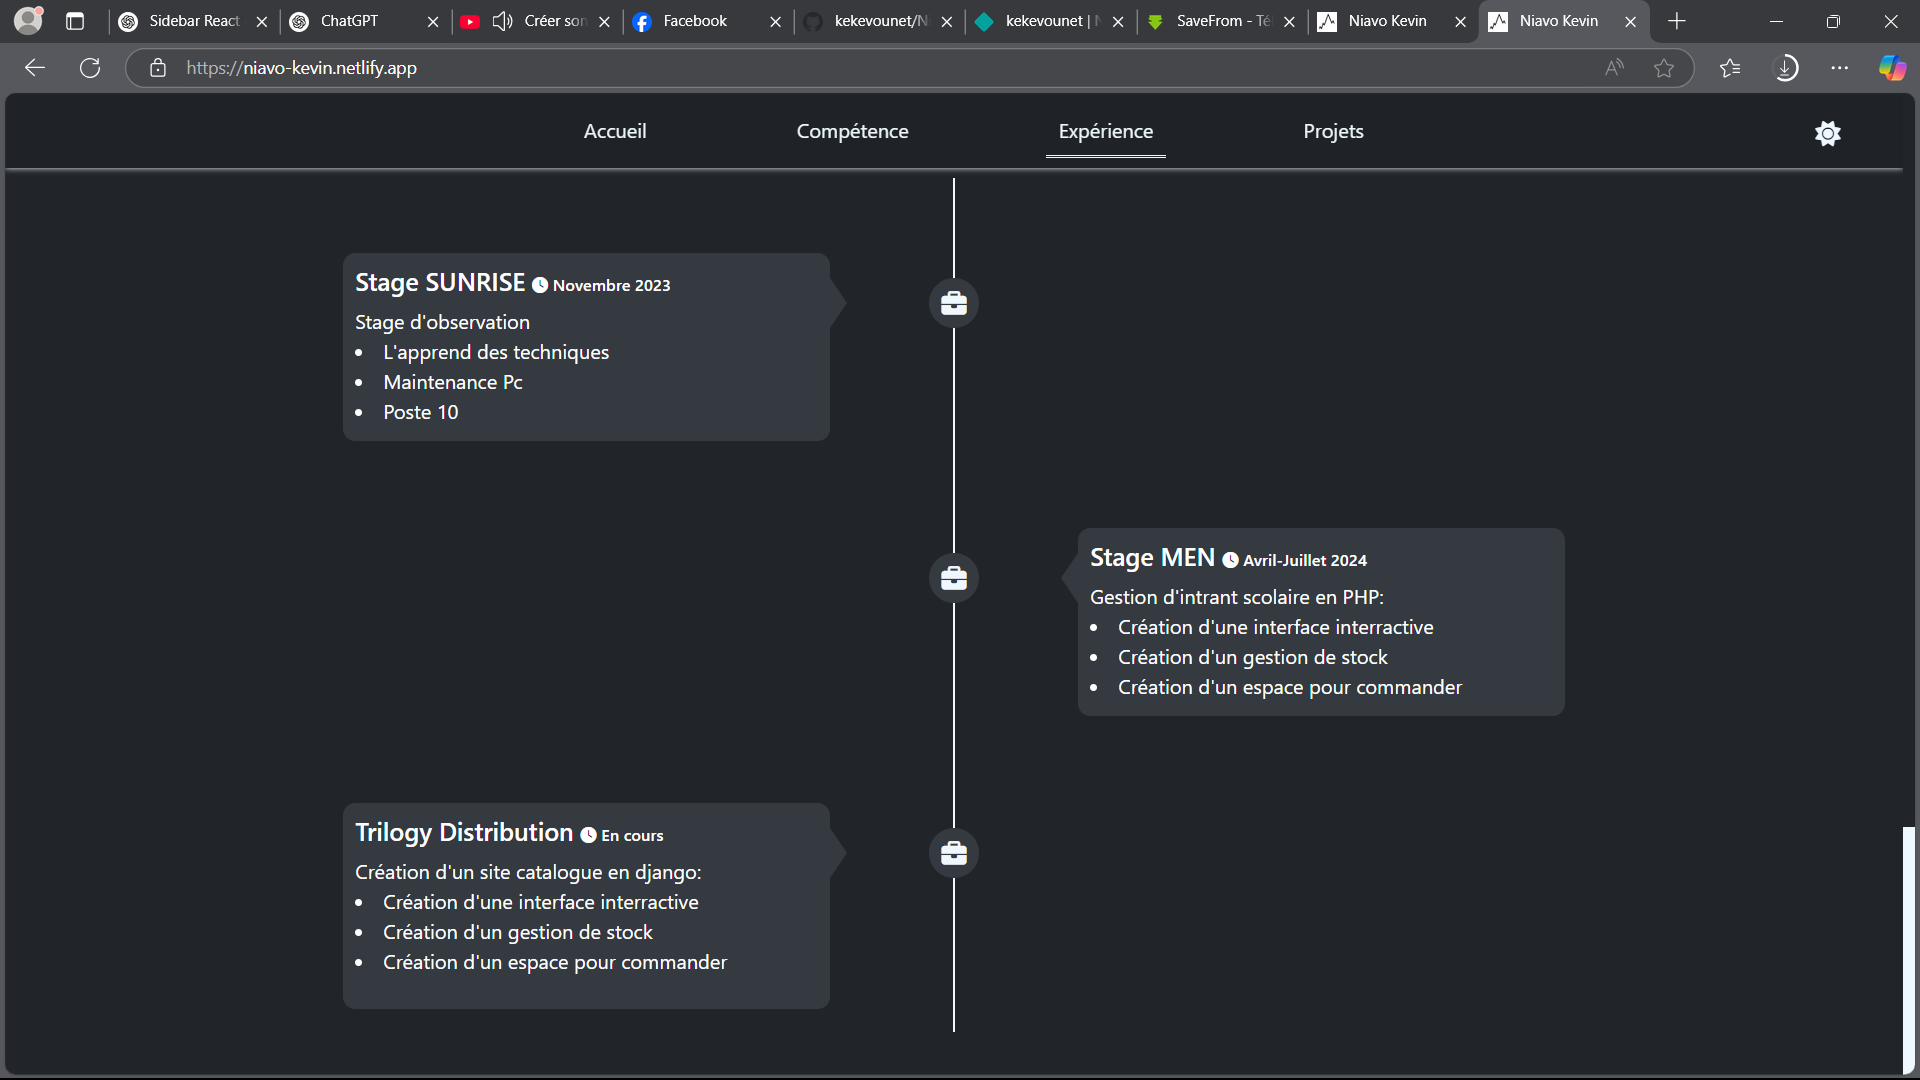 Sidebar React
ChatGPT
Créer son
Facebook
kekevounet/N
kekevounet |
SaveFrom - Té
Niavo Kevin
Niavo Kevin
https://niavo-kevin.netlify.app
Accueil
Compétence
Expérience
Projets
Stage SUNRISE Novembre 2023
Stage d'observation
• L'apprend des techniques
• Maintenance Pc
• Poste 10
Stage MEN Avril-Juillet 2024
Gestion d'intrant scolaire en PHP:
• Création d'une interface interractive
• Création d'un gestion de stock
• Création d'un espace pour commander
Trilogy Distribution En cours
Création d'un site catalogue en django:
• Création d'une interface interractive
• Création d'un gestion de stock
• Création d'un espace pour commander